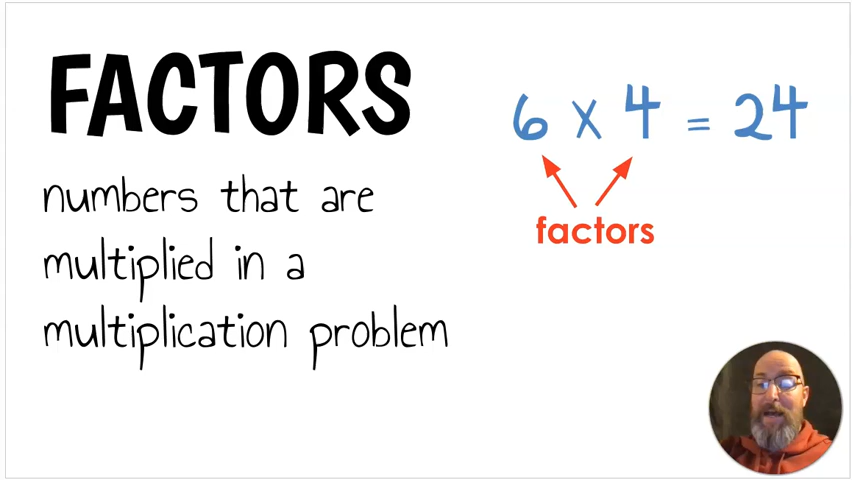 FACTORS
numbers that are
multiplied in a
multiplication problem
6 x 4 = 24
factors